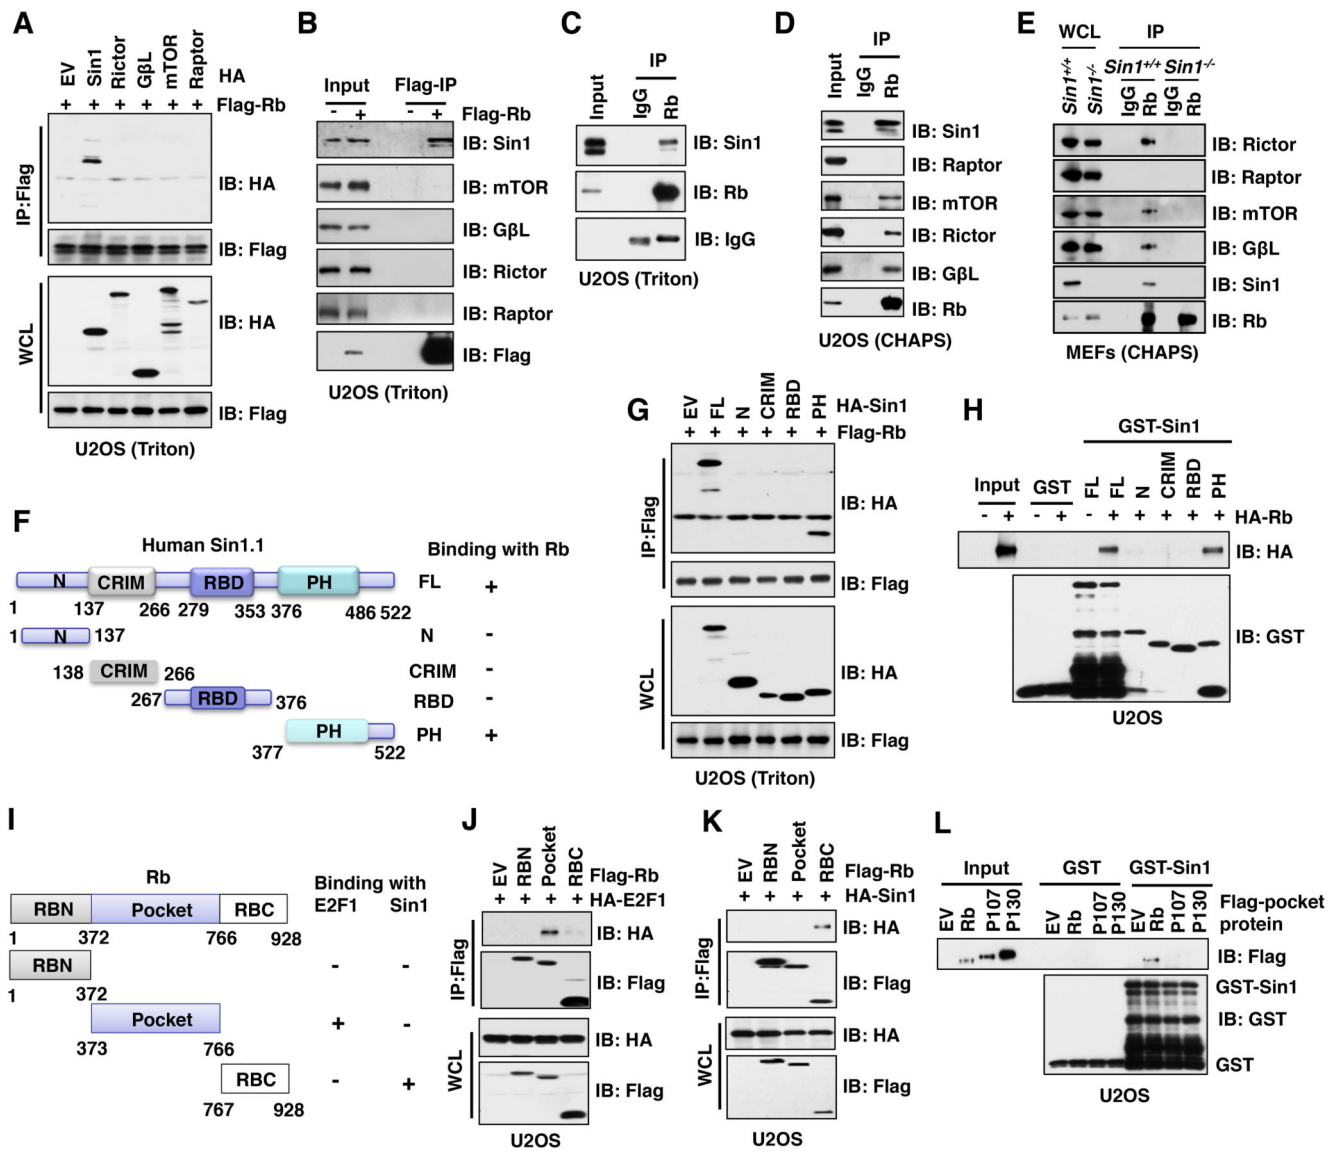 A
EV
Sin1
Rictor
GβL
mTOR
Raptor
HA
+ + + + + + Flag-Rb
IP:Flag
IB: HA
IB: Flag
WCL
IB: HA
IB: Flag
U2OS (Triton)
B
Input Flag-IP
- + - + Flag-Rb
IB: Sin1
IB: mTOR
IB: GβL
IB: Rictor
IB: Raptor
IB: Flag
U2OS (Triton)
C
IP
Input
IgG
Rb
IB: Sin1
IB: Rb
IB: IgG
U2OS (Triton)
D
IP
Input
IgG
Rb
IB: Sin1
IB: Raptor
IB: mTOR
IB: Rictor
IB: GβL
IB: Rb
U2OS (CHAPS)
E
WCL IP
Sin1+/+
Sin1-/-
Sin1+/+ Sin1-/-
IgG
Rb
IgG
Rb
IB: Rictor
IB: Raptor
IB: mTOR
IB: GβL
IB: Sin1
IB: Rb
MEFs (CHAPS)
F
Human Sin1.1 Binding with Rb
N CRIM RBD PH FL +
1 137 266 279 353 376 486 522
1 N 137 N -
138 CRIM 266 CRIM -
267 RBD 376 RBD -
PH PH +
377 522
G
EV
FL
N
CRIM
RBD
PH
HA-Sin1
+ + + + + + Flag-Rb
IP:Flag
IB: HA
IB: Flag
WCL
IB: HA
IB: Flag
U2OS (Triton)
H
GST-Sin1
Input GST
FL
FL
N
CRIM
RBD
PH
- + - + - + + + + + HA-Rb
IB: HA
IB: GST
U2OS
I
Rb
Binding with
E2F1 Sin1
RBN Pocket RBC
1 372 766 928
RBN - -
1 372
Pocket + -
373 766
RBC - +
767 928
J
EV
RBN
Pocket
RBC
Flag-Rb
+ + + + HA-E2F1
IP:Flag
IB: HA
IB: Flag
WCL
IB: HA
IB: Flag
U2OS
K
EV
RBN
Pocket
RBC
Flag-Rb
+ + + + HA-Sin1
IP:Flag
IB: HA
IB: Flag
WCL
IB: HA
IB: Flag
U2OS
L
Input GST GST-Sin1
EV
Rb
P107
P130
EV
Rb
P107
P130
EV
Rb
P107
P130
Flag-pocket
protein
IB: Flag
GST-Sin1
IB: GST
GST
U2OS